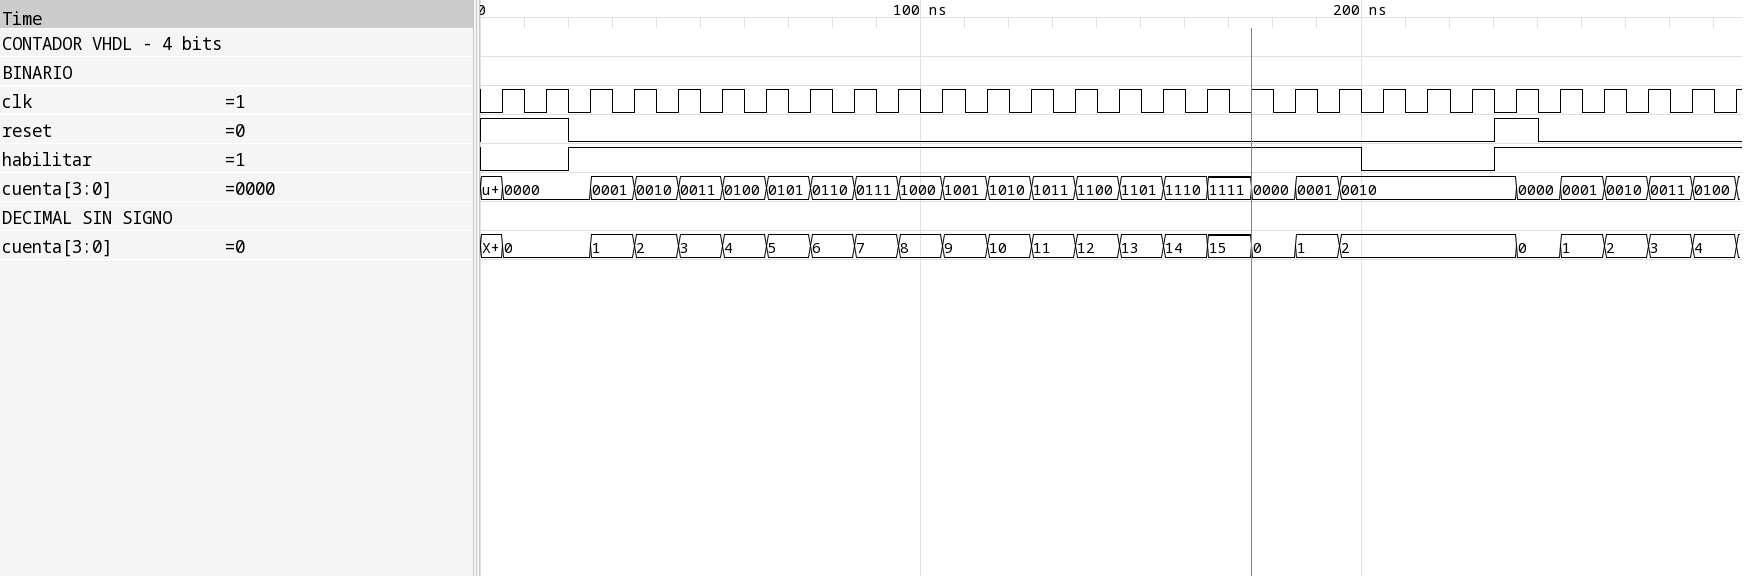 Time
0 100 ns 200 ns
CONTADOR VHDL - 4 bits
BINARIO
clk =1
reset =0
habilitar =1
cuenta[3:0] =0000 u+ 0000 0001 0010 0011 0100 0101 0110 0111 1000 1001 1010 1011 1100 1101 1110 1111 0000 0001 0010 0000 0001 0010 0011 0100
DECIMAL SIN SIGNO
cuenta[3:0] =0 X+ 0 1 2 3 4 5 6 7 8 9 10 11 12 13 14 15 0 1 2 0 1 2 3 4